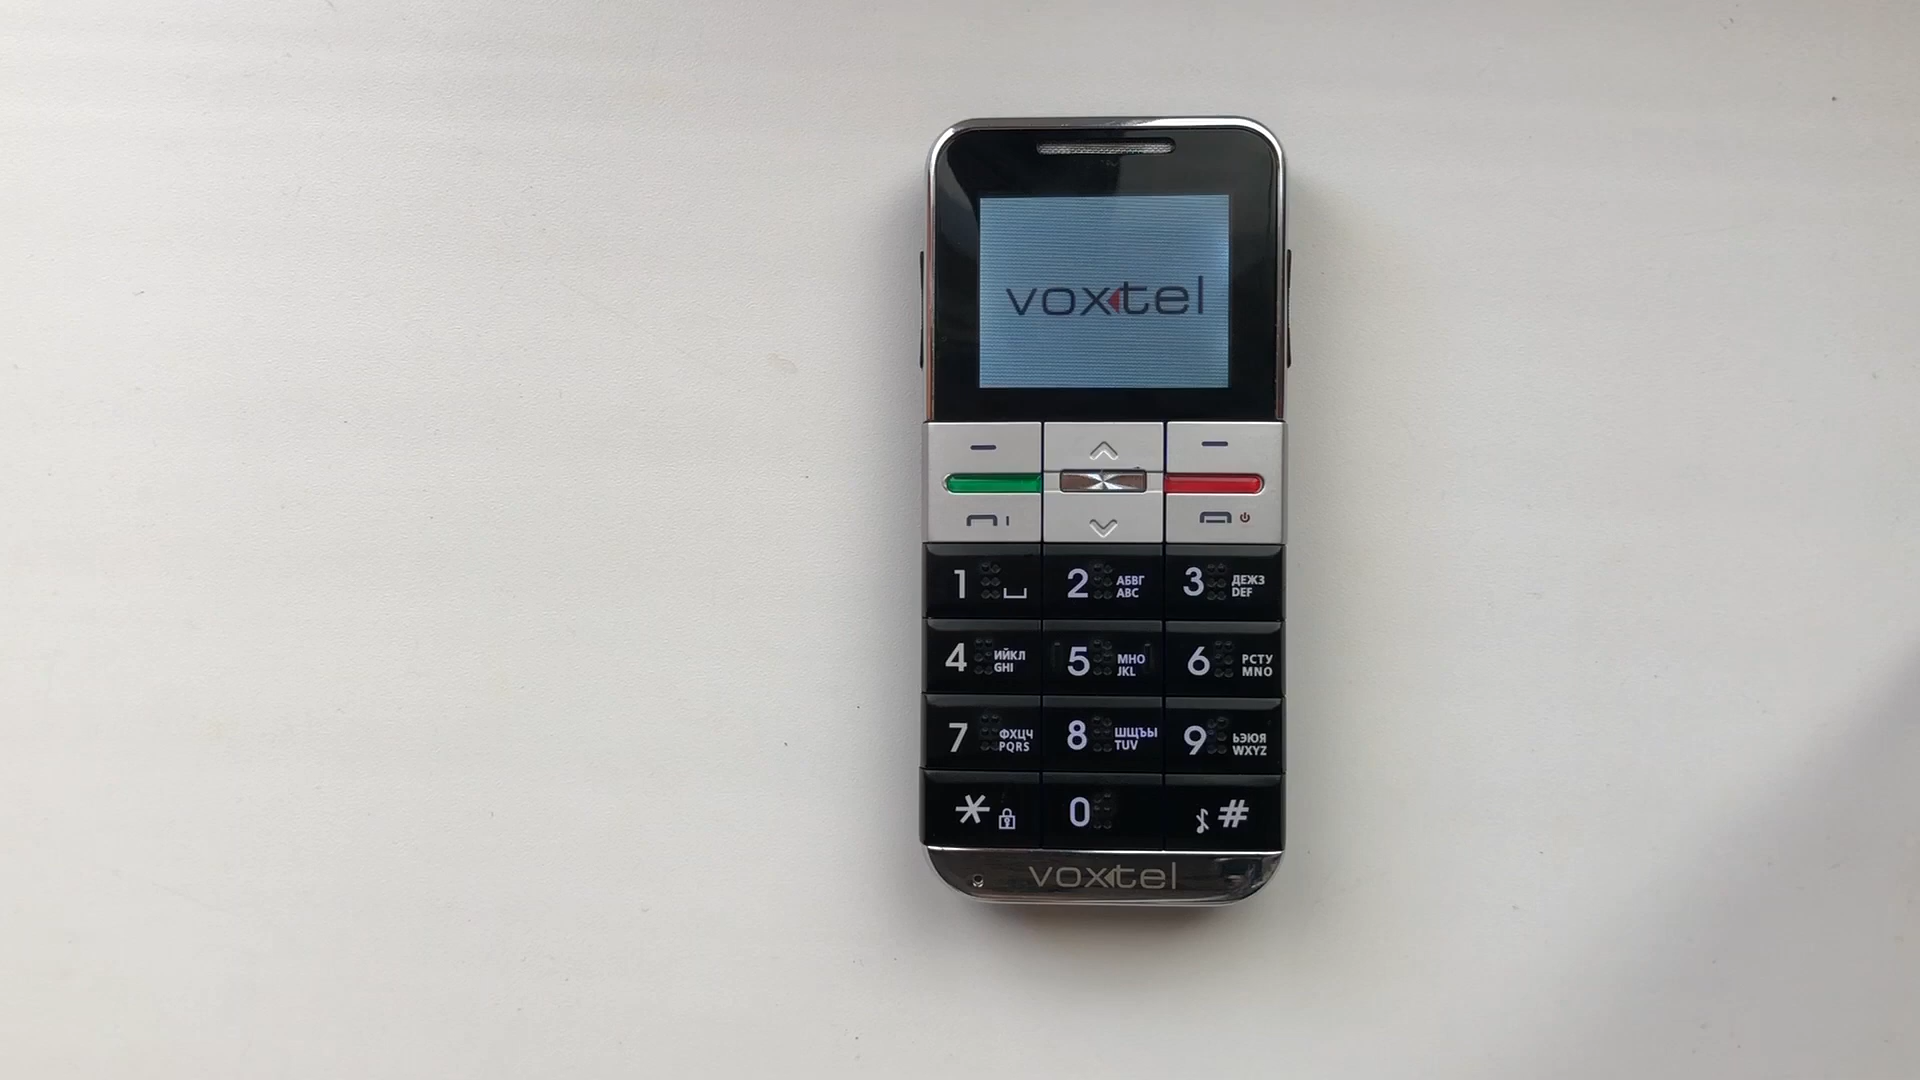 voxtel
1
2 АБВГ
ABC
3 ДЕЖЗ
DEF
4 ИЙКЛ
GHI
5 МНО
JKL
6 РСТУ
MNO
7 ФХЦЧ
PQRS
8 ШЩЪЫ
TUV
9 ЬЭЮЯ
WXYZ
*
0
#
voxtel